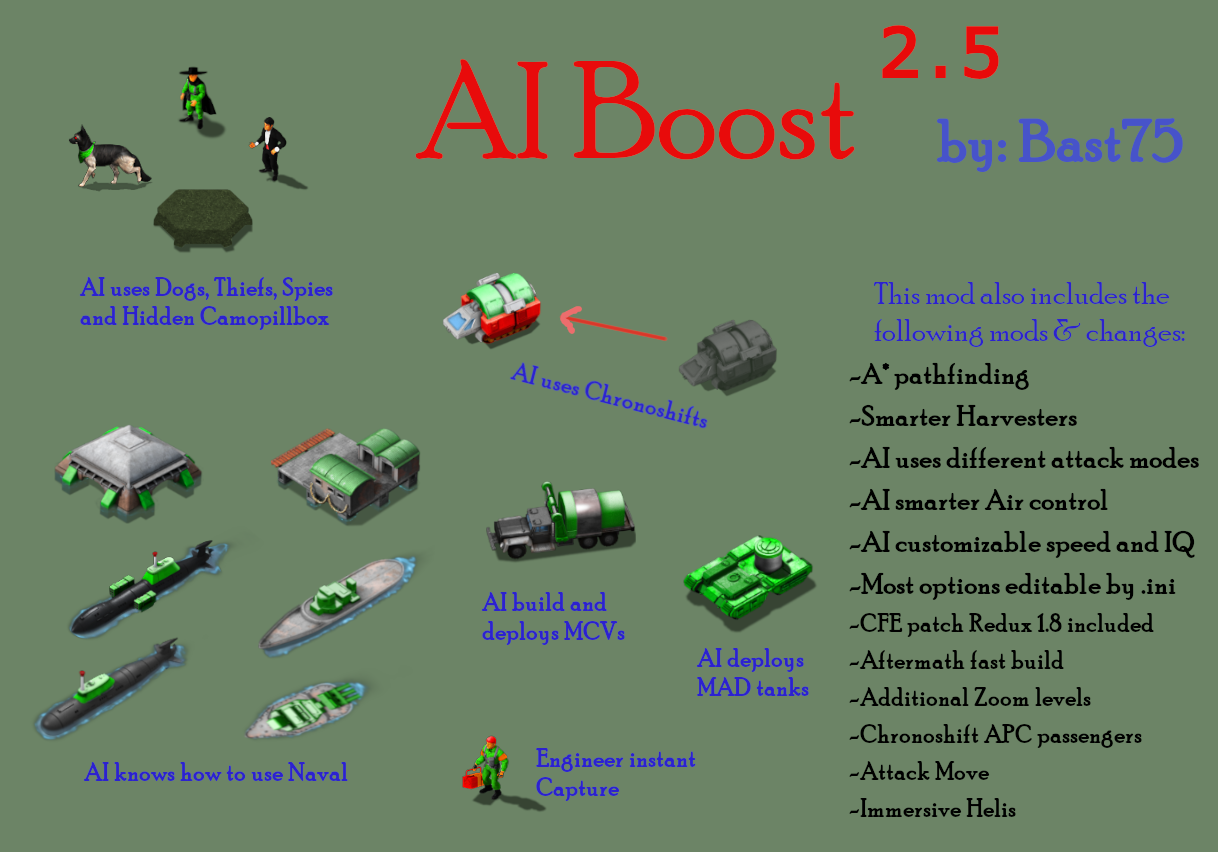 AI Boost 2.5
by: Bast75
AI uses Dogs, Thiefs, Spies
and Hidden Camopillbox
AI uses Chronoshifts
AI knows how to use Naval
AI build and
deploys MCVs
AI deploys
MAD tanks
Engineer instant
Capture
This mod also includes the
following mods & changes:
~A* pathfinding
~Smarter Harvesters
~AI uses different attack modes
~AI smarter Air control
~AI customizable speed and IQ
~Most options editable by .ini
~CFE patch Redux 1.8 included
~Aftermath fast build
~Additional Zoom levels
~Chronoshift APC passengers
~Attack Move
~Immersive Helis